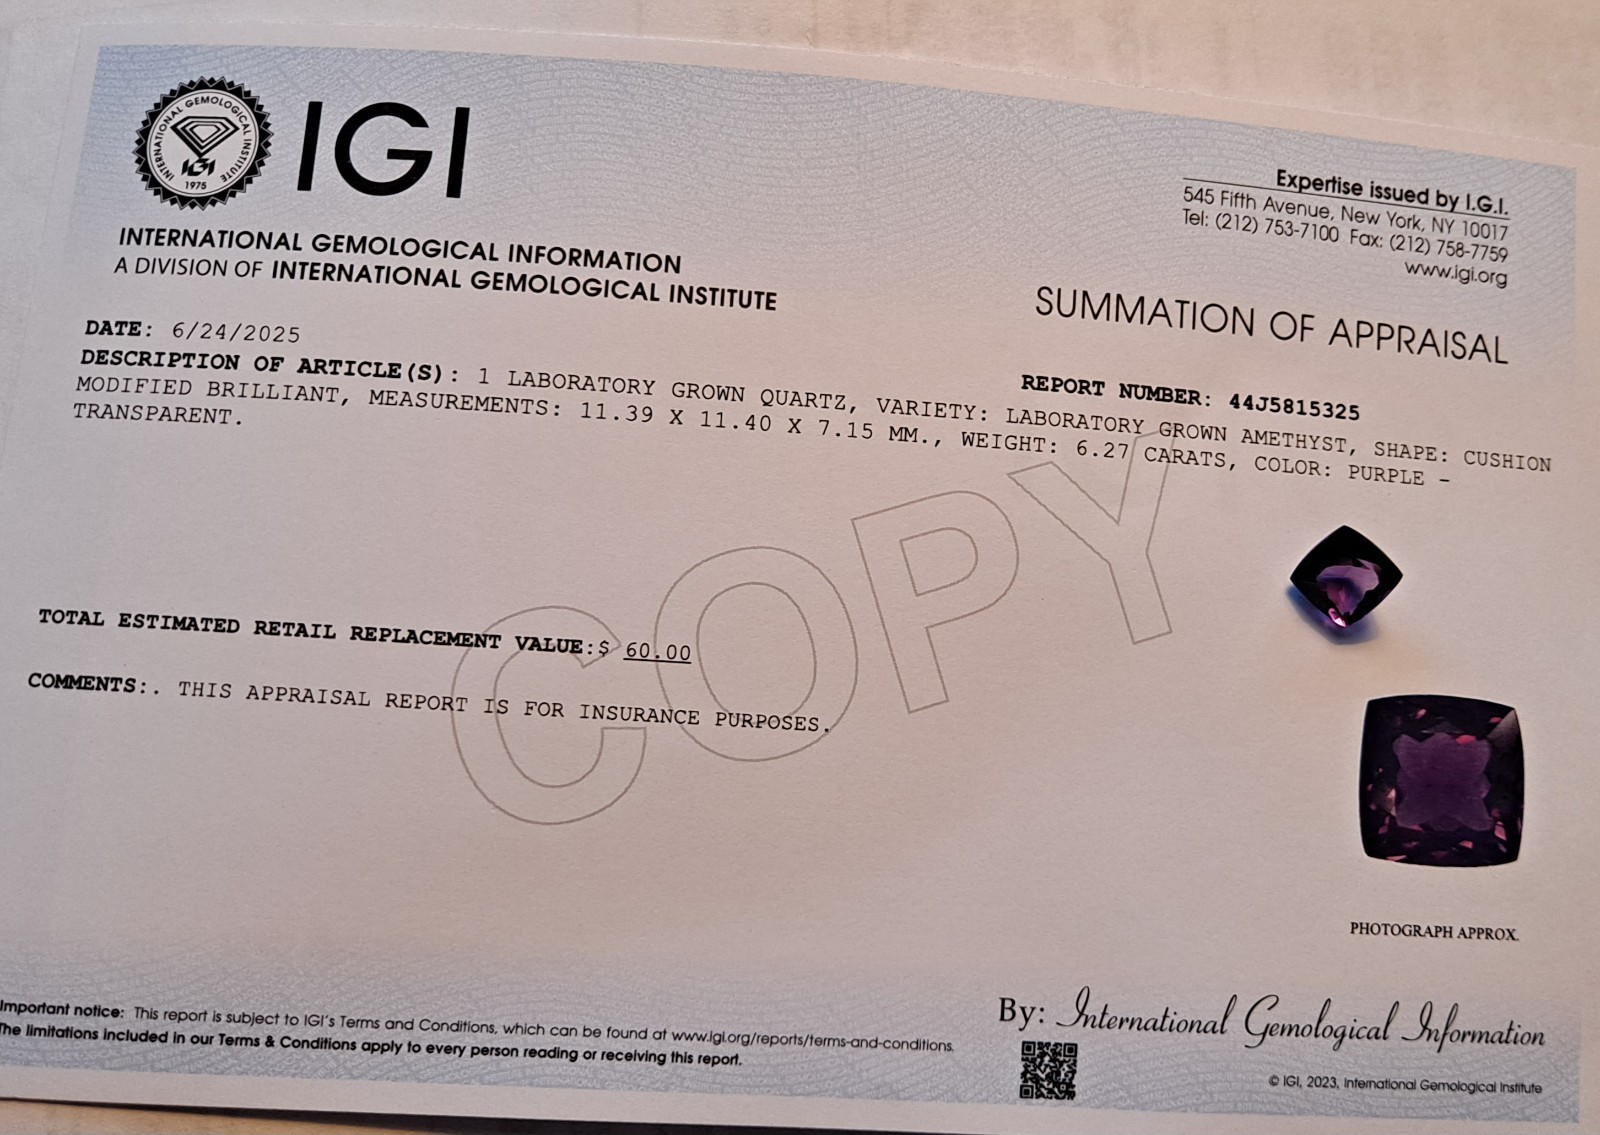 INTERNATIONAL GEMOLOGICAL INSTITUTE
IGI
1975
IGI
INTERNATIONAL GEMOLOGICAL INFORMATION
A DIVISION OF INTERNATIONAL GEMOLOGICAL INSTITUTE
Expertise issued by I.G.I.
545 Fifth Avenue, New York, NY 10017
Tel: (212) 753-7100 Fax: (212) 758-7759
www.igi.org
SUMMATION OF APPRAISAL
DATE: 6/24/2025
REPORT NUMBER: 44J5815325
DESCRIPTION OF ARTICLE(S): 1 LABORATORY GROWN QUARTZ, VARIETY: LABORATORY GROWN AMETHYST, SHAPE: CUSHION
MODIFIED BRILLIANT, MEASUREMENTS: 11.39 X 11.40 X 7.15 MM., WEIGHT: 6.27 CARATS, COLOR: PURPLE -
TRANSPARENT.
COPY
TOTAL ESTIMATED RETAIL REPLACEMENT VALUE:$ 60.00
COMMENTS:. THIS APPRAISAL REPORT IS FOR INSURANCE PURPOSES.
PHOTOGRAPH APPROX.
Important notice: This report is subject to IGI's Terms and Conditions, which can be found at www.igi.org/reports/terms-and-conditions.
The limitations included in our Terms & Conditions apply to every person reading or receiving this report.
By: International Gemological Information
© IGI, 2023, International Gemological Institute